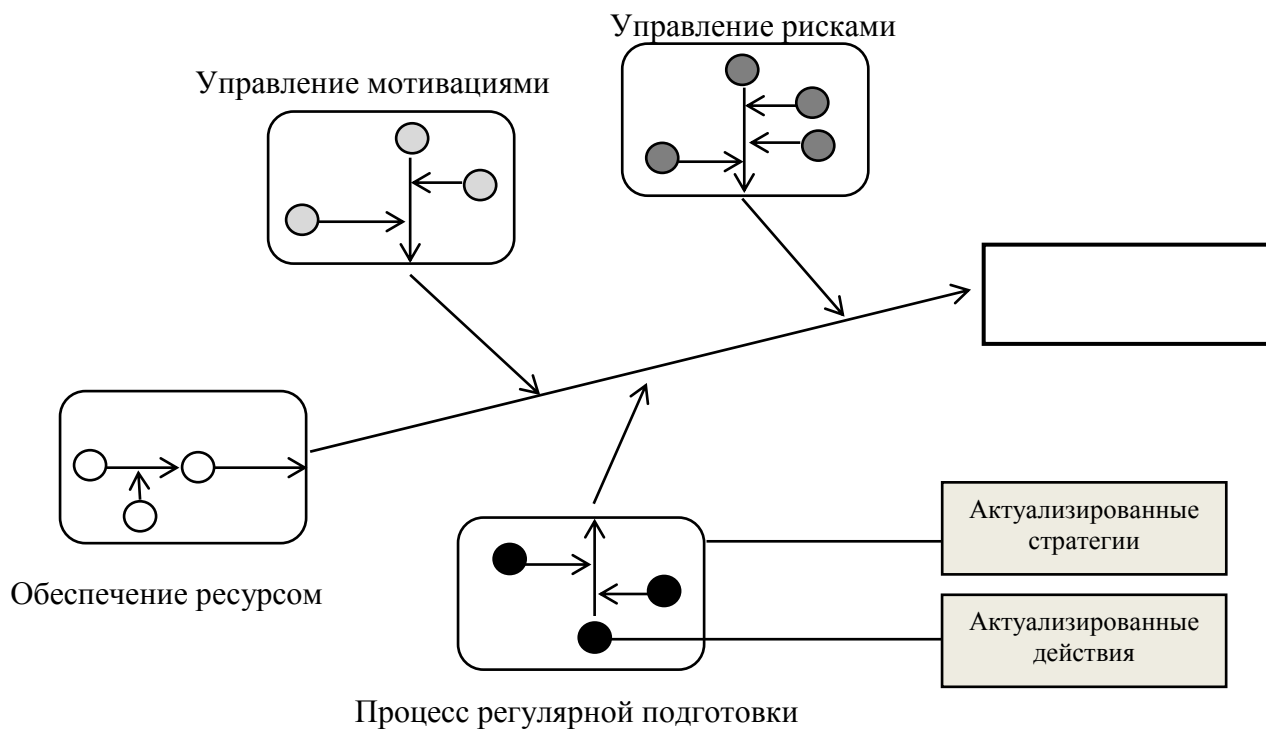 Управление рисками
Управление мотивациями
Актуализированные
стратегии
Обеспечение ресурсом
Актуализированные
действия
Процесс регулярной подготовки